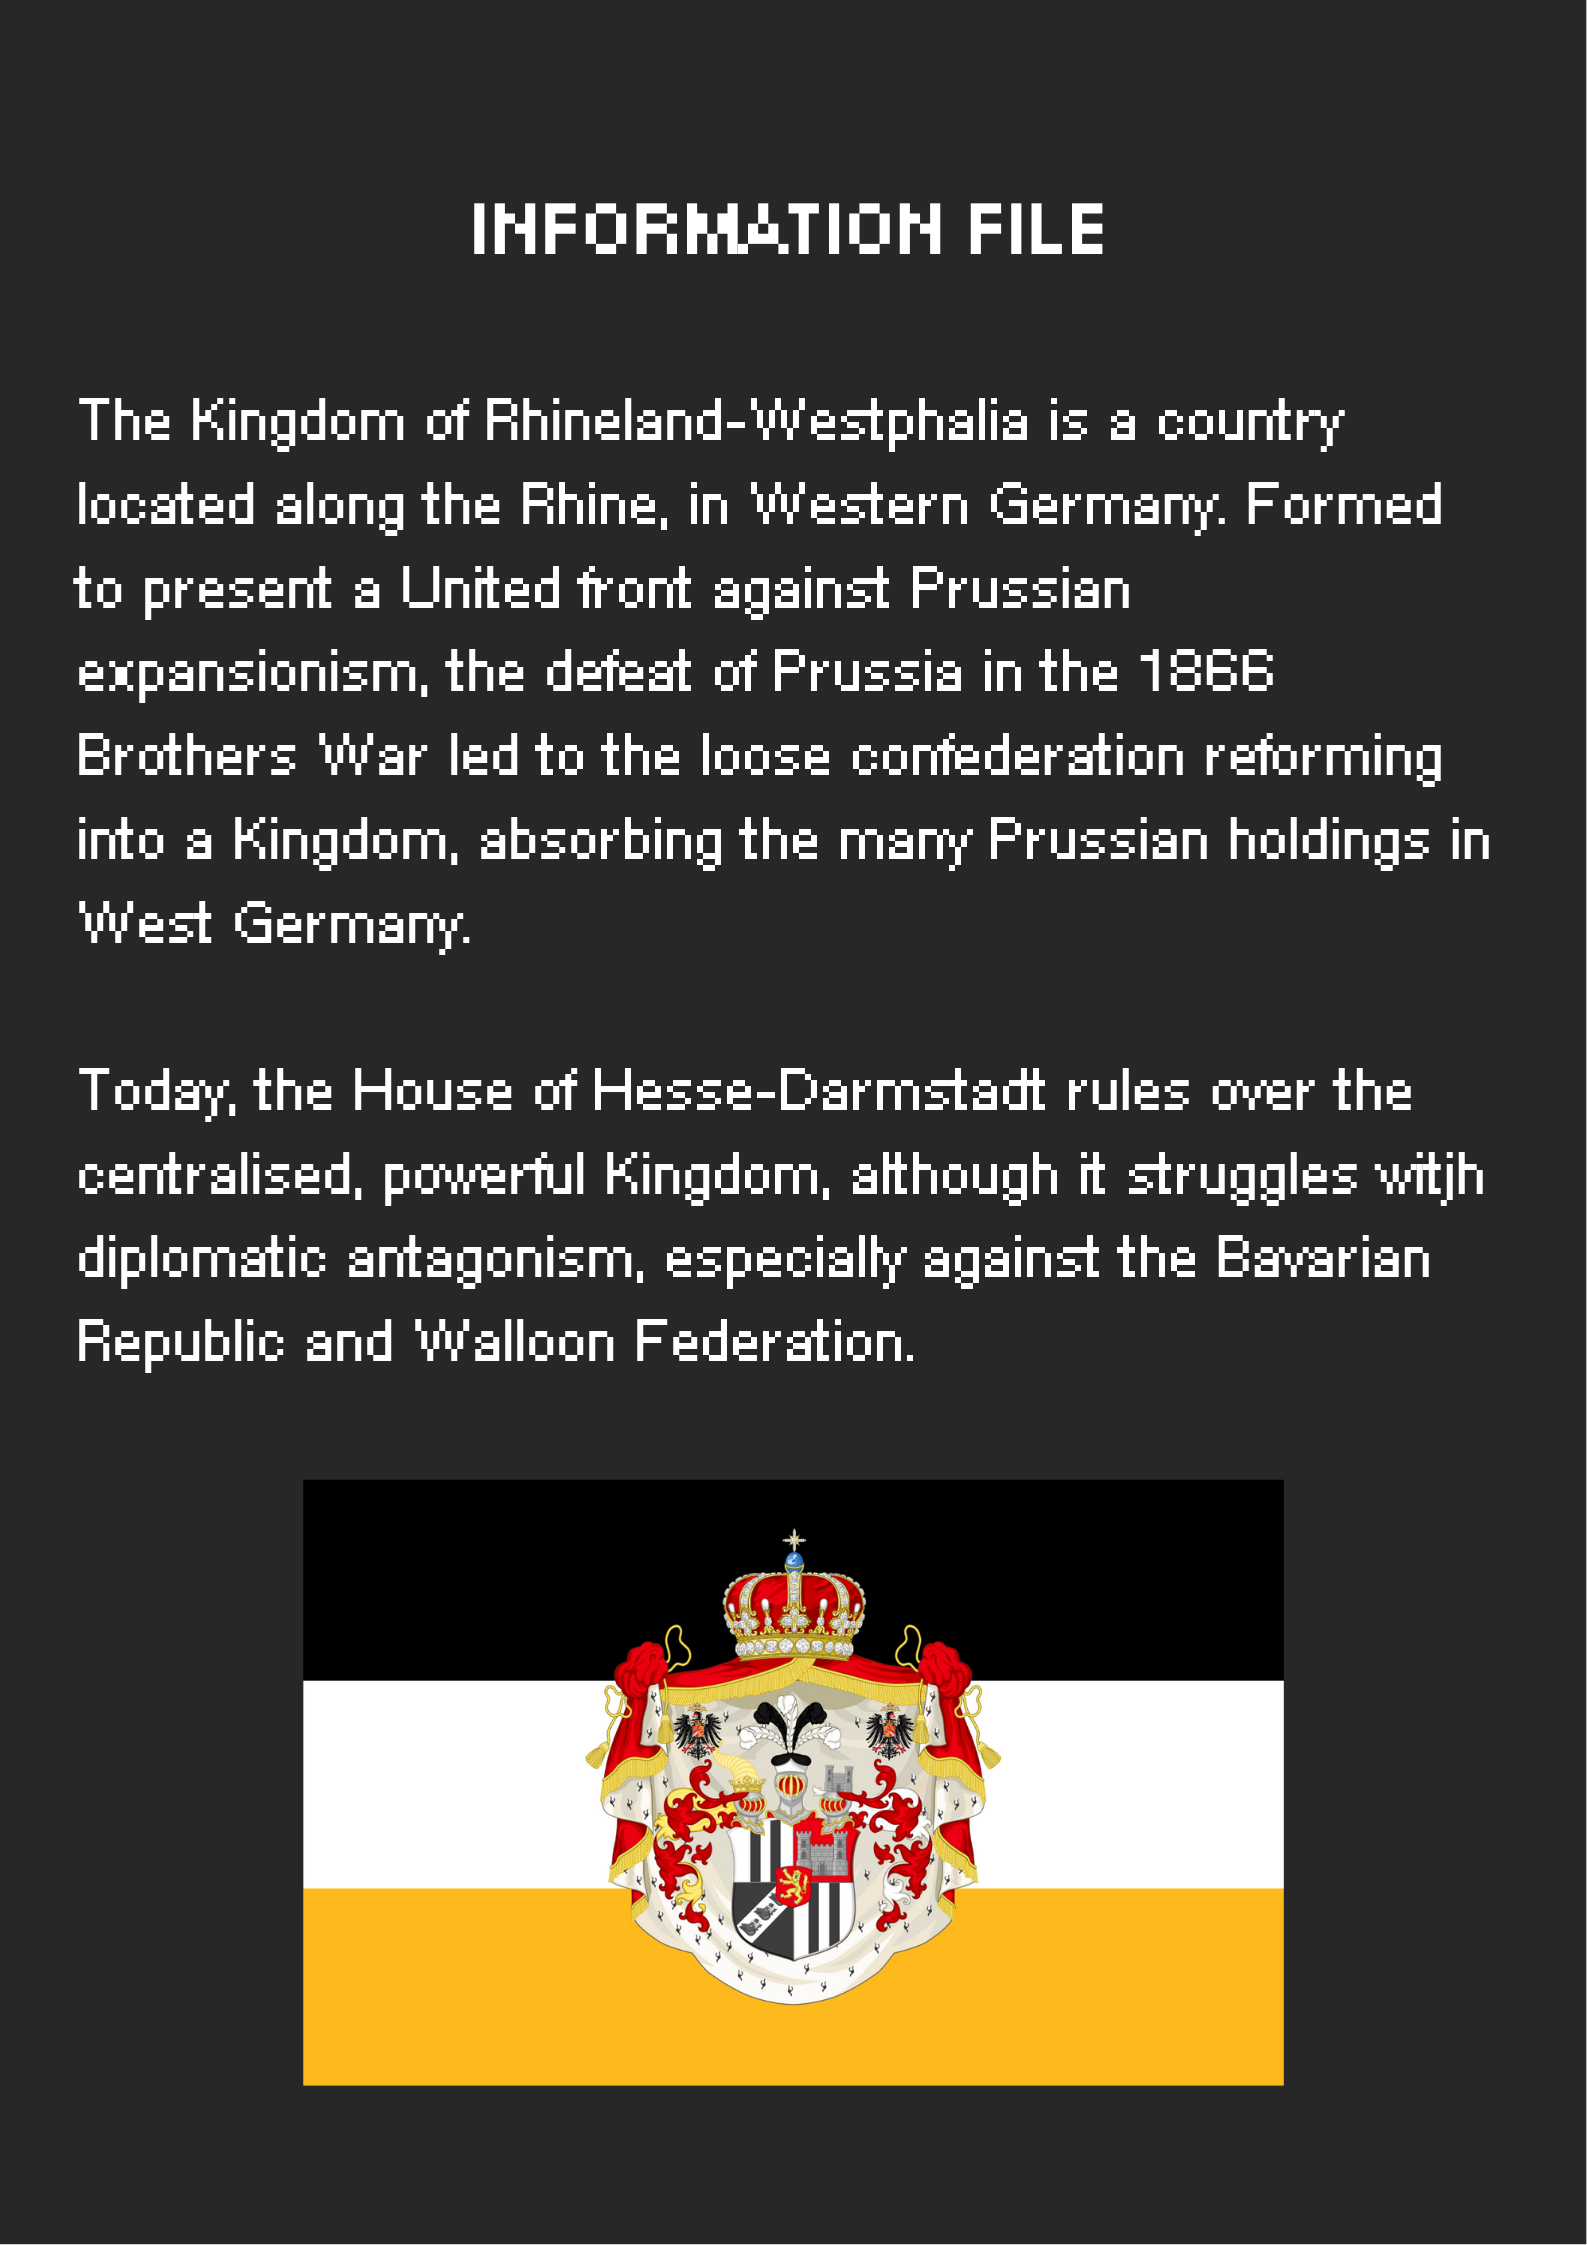 INFORMATION FILE
The Kingdom of Rhineland-Westphalia is a country
located along the Rhine, in Western Germany. Formed
to present a United front against Prussian
expansionism, the defeat of Prussia in the 1866
Brothers War led to the loose confederation reforming
into a Kingdom, absorbing the many Prussian holdings in
West Germany.
Today, the House of Hesse-Darmstadt rules over the
centralised, powerful Kingdom, although it struggles witjh
diplomatic antagonism, especially against the Bavarian
Republic and Walloon Federation.